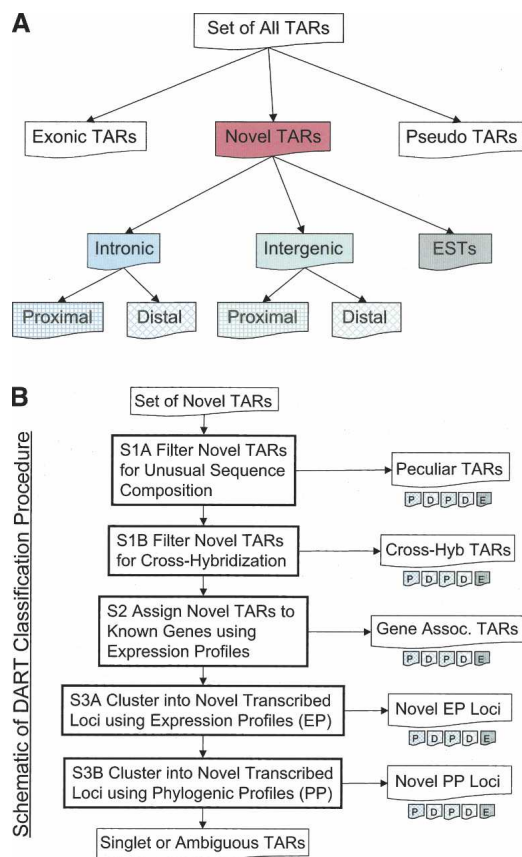 A
Set of All TARs
Exonic TARs
Novel TARs
Pseudo TARs
Intronic
Intergenic
ESTs
Proximal
Distal
Proximal
Distal
B
Schematic of DART Classification Procedure
Set of Novel TARs
S1A Filter Novel TARs
for Unusual Sequence
Composition
Peculiar TARs
P D P D E
S1B Filter Novel TARs
for Cross-Hybridization
Cross-Hyb TARs
P D P D E
S2 Assign Novel TARs to
Known Genes using
Expression Profiles
Gene Assoc. TARs
P D P D E
S3A Cluster into Novel Transcribed
Loci using Expression Profiles (EP)
Novel EP Loci
P D P D E
S3B Cluster into Novel Transcribed
Loci using Phylogenic Profiles (PP)
Novel PP Loci
P D P D E
Singlet or Ambiguous TARs